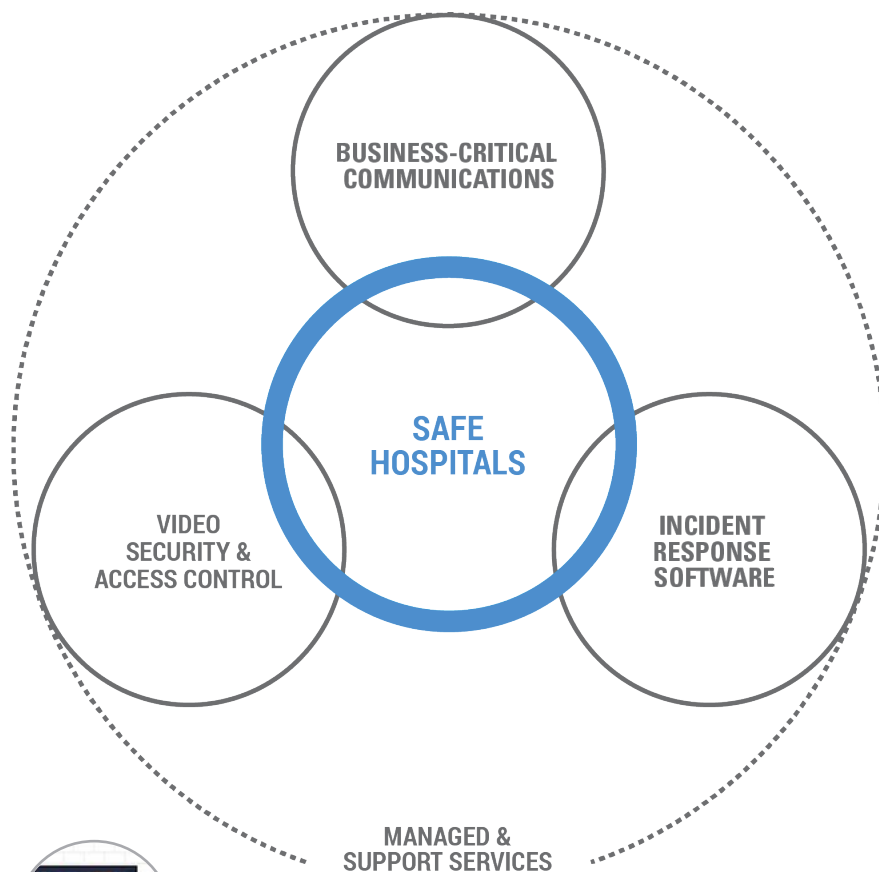 BUSINESS-CRITICAL
COMMUNICATIONS
SAFE
HOSPITALS
VIDEO
SECURITY &
ACCESS CONTROL
INCIDENT
RESPONSE
SOFTWARE
MANAGED &
SUPPORT SERVICES